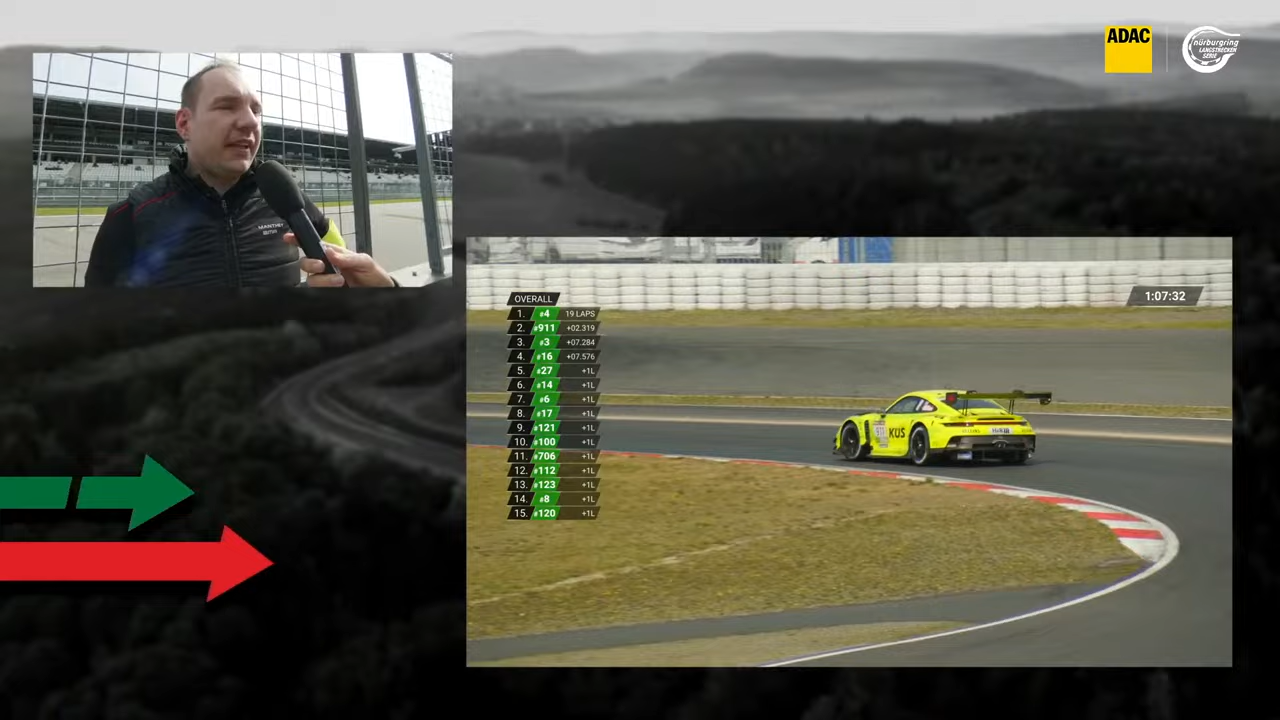 ADAC
nürburgring
LANGSTRECKEN
SERIE
MANTHEY
EMA
OVERALL
1. #4 19 LAPS
2. #911 +02.319
3. #3 +07.284
4. #16 +07.576
5. #27 +1L
6. #14 +1L
7. #6 +1L
8. #17 +1L
9. #121 +1L
10. #100 +1L
11. #706 +1L
12. #112 +1L
13. #123 +1L
14. #8 +1L
15. #120 +1L
1:07:32
KÜS